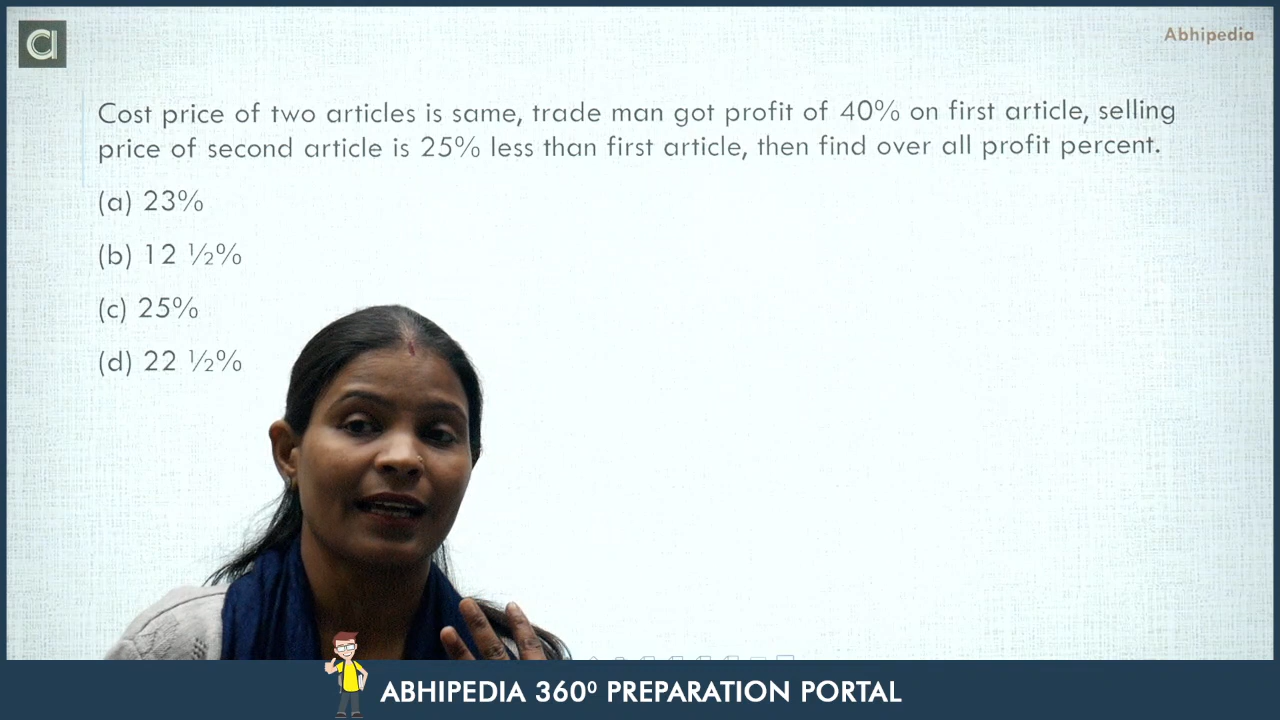 Abhipedia
Cost price of two articles is same, trade man got profit of 40% on first article, selling
price of second article is 25% less than first article, then find over all profit percent.
(a) 23%
(b) 12 ½%
(c) 25%
(d) 22 ½%
ABHIPEDIA 360⁰ PREPARATION PORTAL